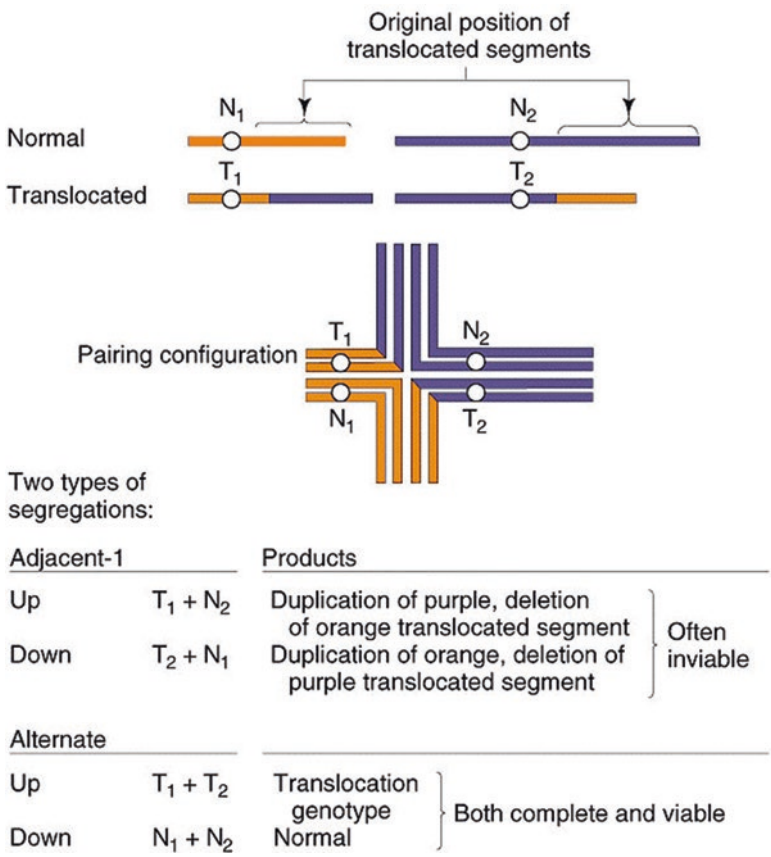 Original position of
translocated segments
N₁ N₂
Normal
T₁ T₂
Translocated
T₁ N₂
Pairing configuration
N₁ T₂
Two types of
segregations:
Adjacent-1 Products
Up T₁ + N₂ Duplication of purple, deletion
of orange translocated segment
Down T₂ + N₁ Duplication of orange, deletion of
purple translocated segment
Often
inviable
Alternate
Up T₁ + T₂ Translocation
genotype
Down N₁ + N₂ Normal
Both complete and viable